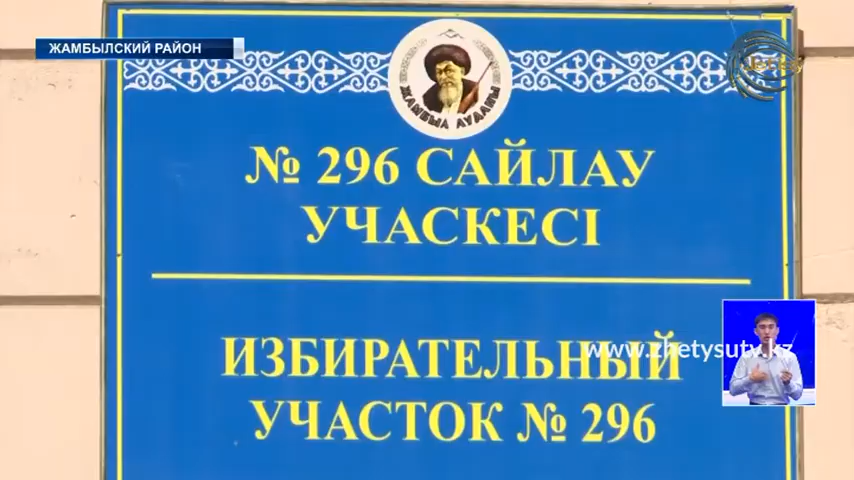 ЖАМБЫЛСКИЙ РАЙОН
ЖАМБЫЛ АУДАНЫ
№ 296 САЙЛАУ
УЧАСКЕСІ
ИЗБИРАТЕЛЬНЫЙ
www.zhetysutv.kz
УЧАСТОК № 296